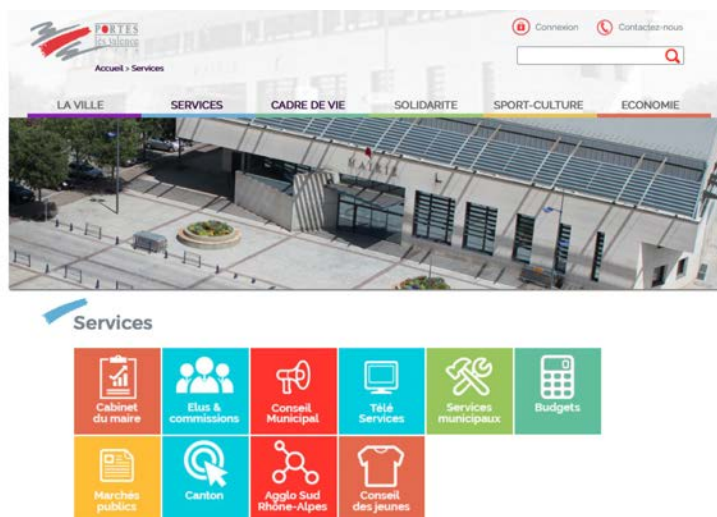 PORTES
lès Valence
Connexion
Contactez-nous
Accueil > Services
LA VILLE
SERVICES
CADRE DE VIE
SOLIDARITE
SPORT-CULTURE
ECONOMIE
MAIRIE
Services
Cabinet
du maire
Elus &
commissions
Conseil
Municipal
Télé
Services
Services
municipaux
Budgets
Marchés
publics
Canton
Agglo Sud
Rhône-Alpes
Conseil
des jeunes